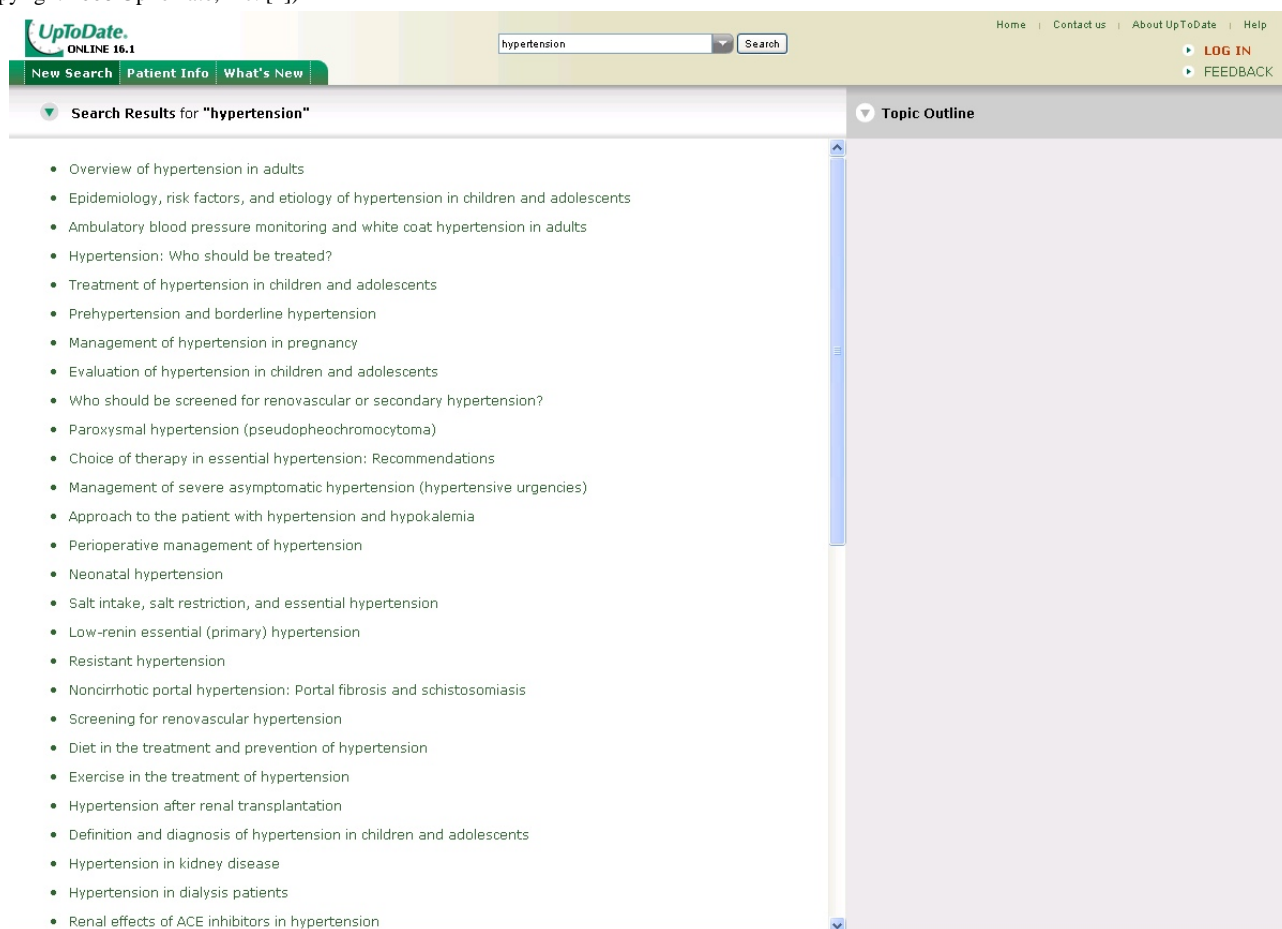 UpToDate.
ONLINE 16.1
hypertension
Search
Home | Contact us | About UpToDate | Help
LOG IN
FEEDBACK
New Search Patient Info What's New
Search Results for "hypertension"
Topic Outline
• Overview of hypertension in adults
• Epidemiology, risk factors, and etiology of hypertension in children and adolescents
• Ambulatory blood pressure monitoring and white coat hypertension in adults
• Hypertension: Who should be treated?
• Treatment of hypertension in children and adolescents
• Prehypertension and borderline hypertension
• Management of hypertension in pregnancy
• Evaluation of hypertension in children and adolescents
• Who should be screened for renovascular or secondary hypertension?
• Paroxysmal hypertension (pseudopheochromocytoma)
• Choice of therapy in essential hypertension: Recommendations
• Management of severe asymptomatic hypertension (hypertensive urgencies)
• Approach to the patient with hypertension and hypokalemia
• Perioperative management of hypertension
• Neonatal hypertension
• Salt intake, salt restriction, and essential hypertension
• Low-renin essential (primary) hypertension
• Resistant hypertension
• Noncirrhotic portal hypertension: Portal fibrosis and schistosomiasis
• Screening for renovascular hypertension
• Diet in the treatment and prevention of hypertension
• Exercise in the treatment of hypertension
• Hypertension after renal transplantation
• Definition and diagnosis of hypertension in children and adolescents
• Hypertension in kidney disease
• Hypertension in dialysis patients
• Renal effects of ACE inhibitors in hypertension